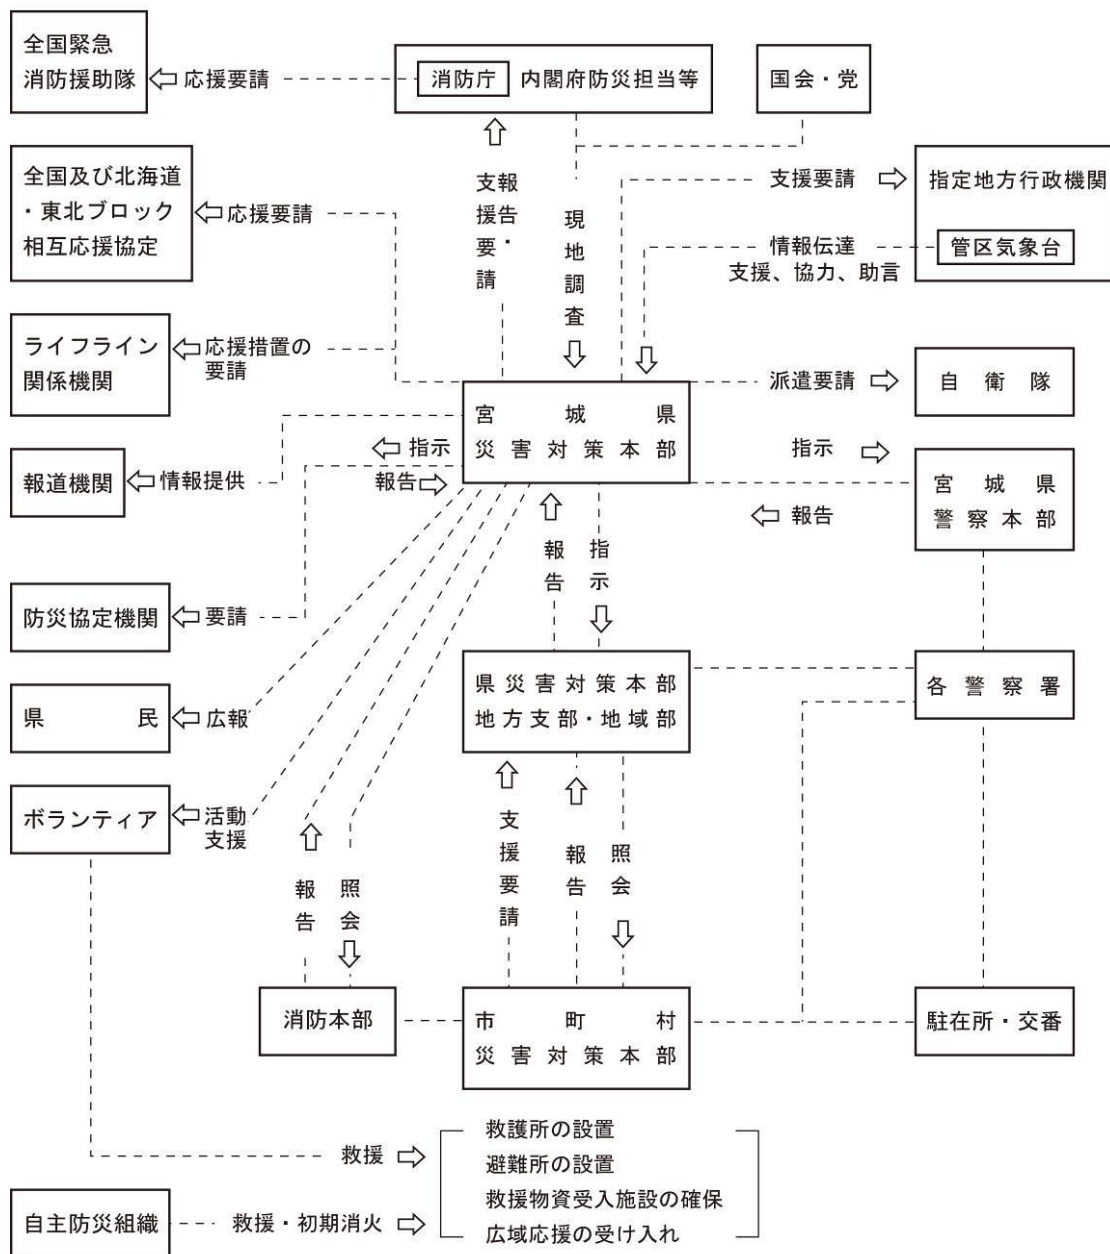 全国緊急
消防援助隊
応援要請
消防庁 内閣府防災担当等
国会・党
全国及び北海道
・東北ブロック
相互応援協定
応援要請
支援要請
報告・
現地調査
支援要請
指定地方行政機関
情報伝達
支援、協力、助言
管区気象台
ライフライン
関係機関
応援措置の
要請
宮城県
災害対策本部
派遣要請
自衛隊
報道機関
情報提供
指示
報告
指示
報告
宮城県
警察本部
報告
指示
防災協定機関
要請
県災害対策本部
地方支部・地域部
各警察署
県民
広報
ボランティア
活動
支援
報告
照会
支援要請
報告
照会
消防本部
市町村
災害対策本部
駐在所・交番
救援
救護所の設置
避難所の設置
救援物資受入施設の確保
広域応援の受け入れ
自主防災組織
救援・初期消火